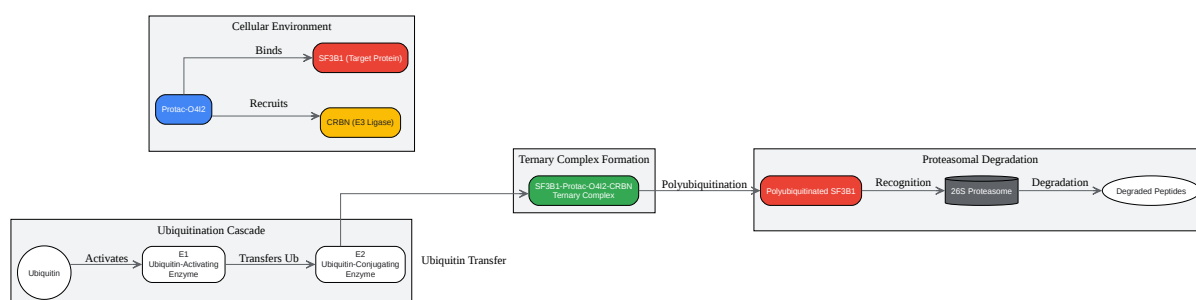 Cellular Environment
Binds
SF3B1 (Target Protein)
Protac-O4I2
Recruits
CRBN (E3 Ligase)
Ternary Complex Formation
SF3B1-Protac-O4I2-CRBN
Ternary Complex
Polyubiquitination
Proteasomal Degradation
Polyubiquitinated SF3B1
Recognition
26S Proteasome
Degradation
Degraded Peptides
Ubiquitination Cascade
Ubiquitin
Activates
E1
Ubiquitin-Activating
Enzyme
Transfers Ub
E2
Ubiquitin-Conjugating
Enzyme
Ubiquitin Transfer